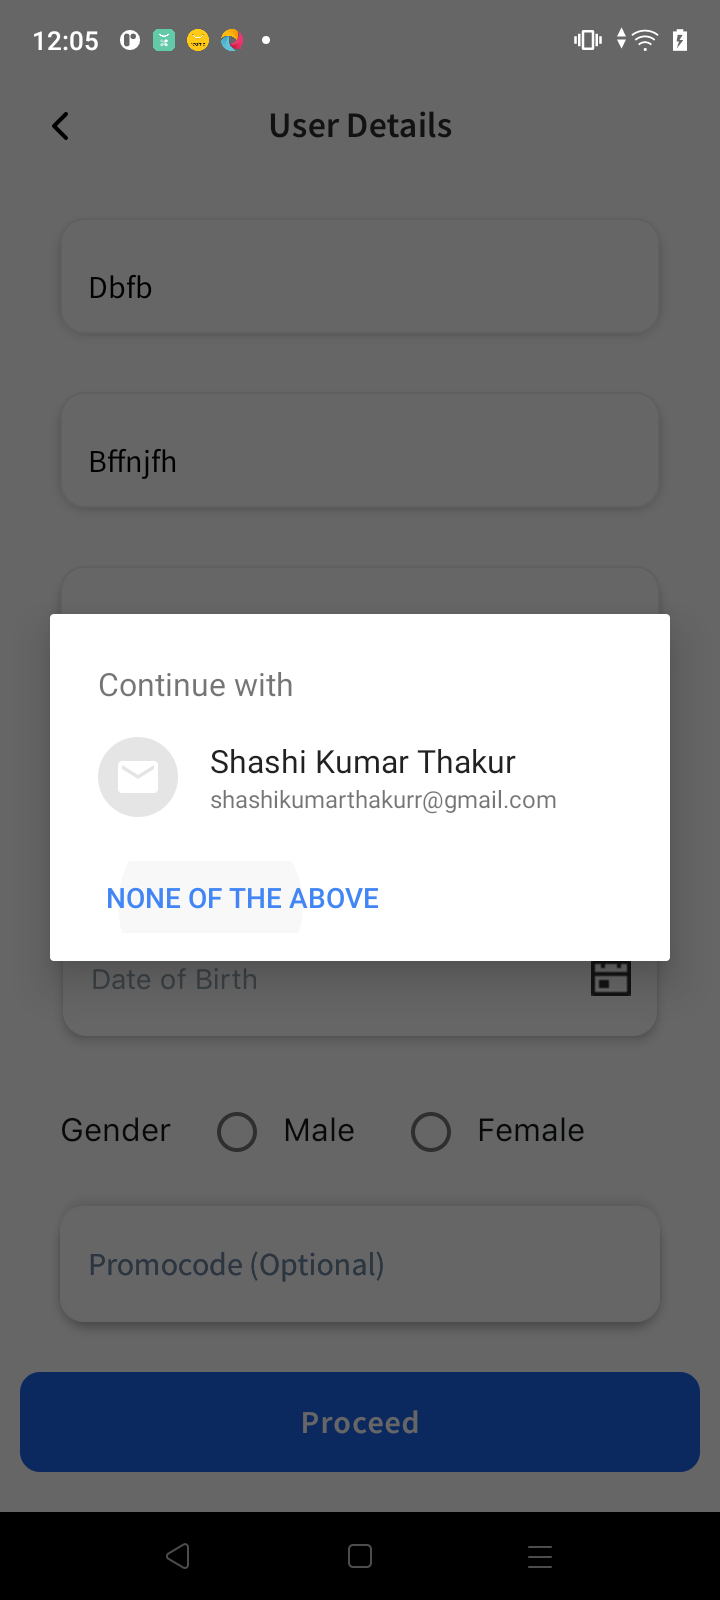 12:05
User Details
Dbfb
Bffnjfh
Continue with
Shashi Kumar Thakur
shashikumarthakurr@gmail.com
NONE OF THE ABOVE
Date of Birth
Gender Male Female
Promocode (Optional)
Proceed